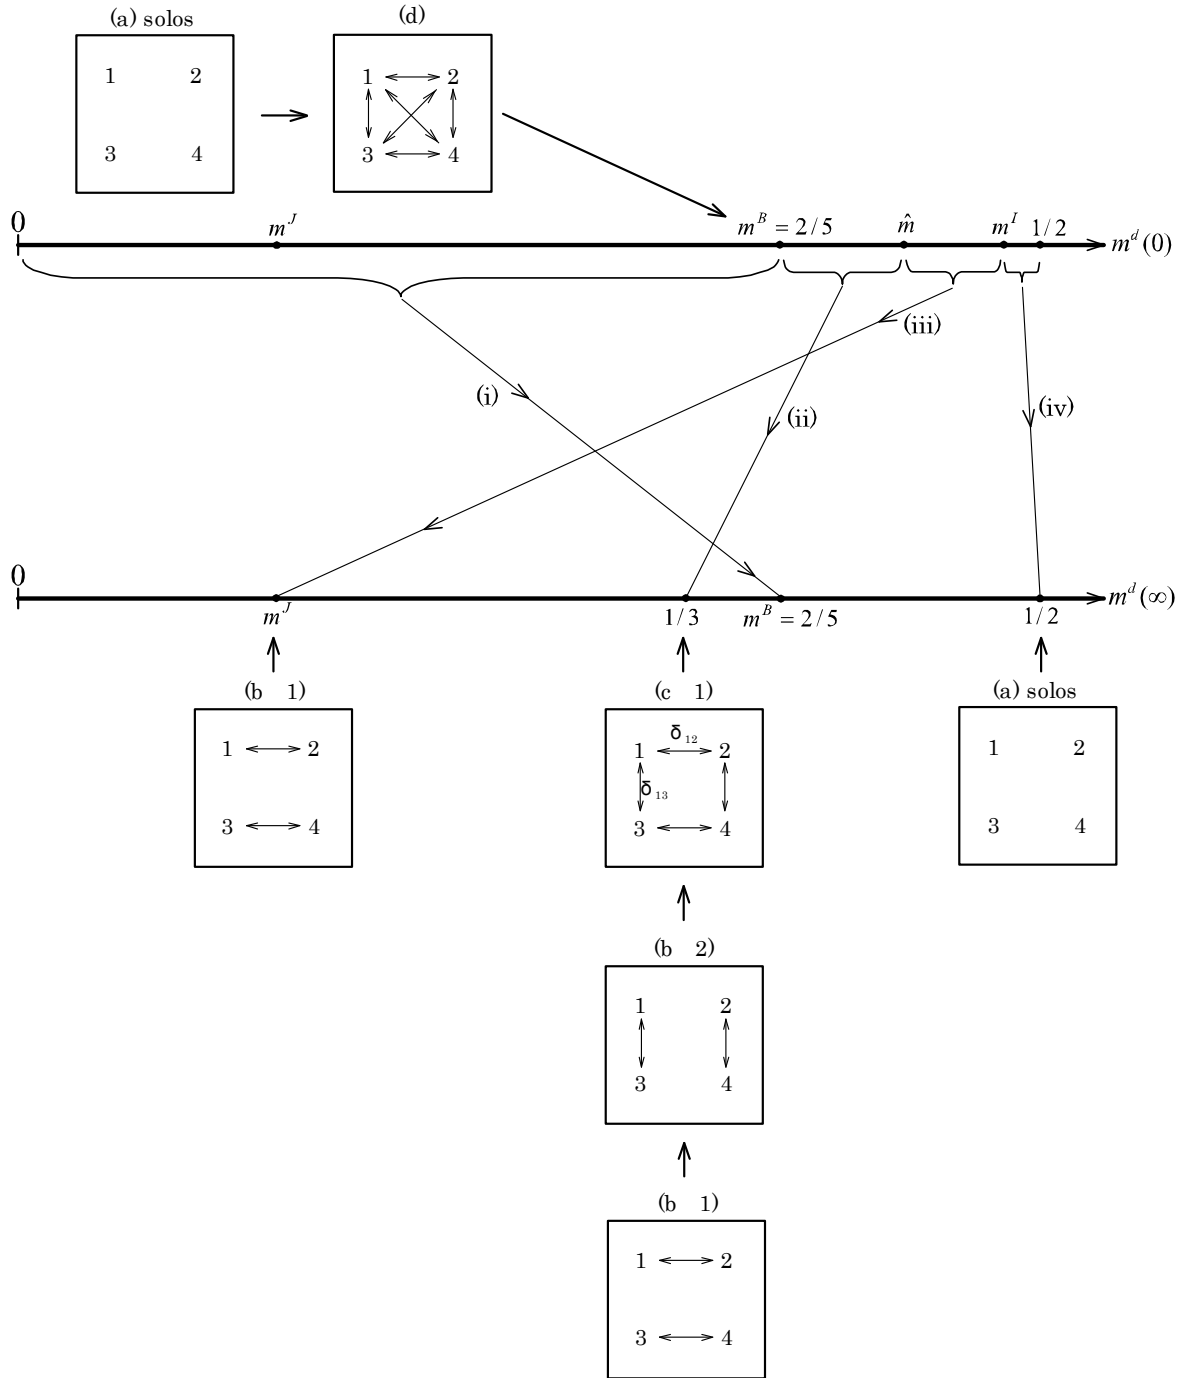 (a) solos (d)
1 2 1 2
3 4 3 4
0 m^J m^B = 2/5 m̂ m^I 1/2 m^d(0)
(iii)
(i) (ii) (iv)
0 m^d(∞)
m^J 1/3 m^B = 2/5 1/2
(b 1) (c 1) (a) solos
1 2 1 δ₁₂ 2 1 2
δ₁₃
3 4 3 4 3 4
(b 2)
1 2
3 4
(b 1)
1 2
3 4